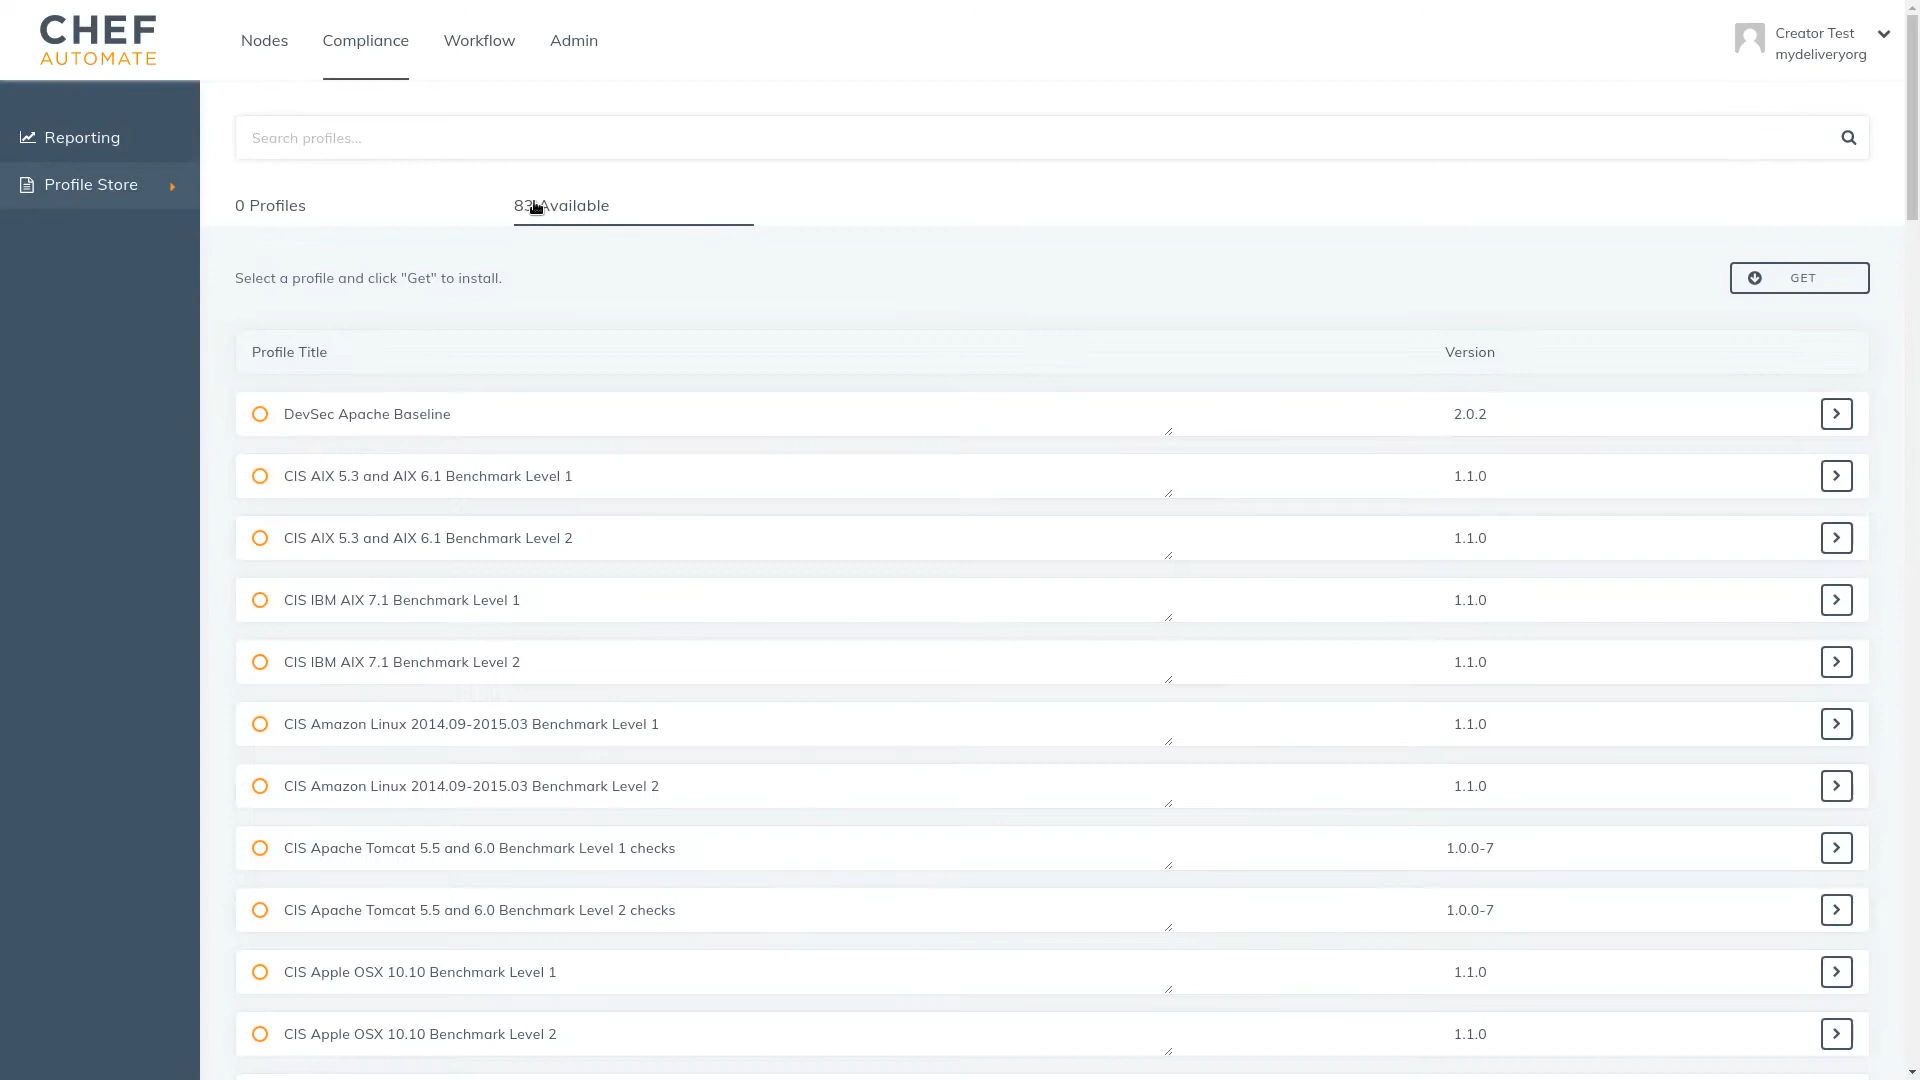 CHEF
AUTOMATE
Nodes
Compliance
Workflow
Admin
Creator Test
mydeliveryorg
Reporting
Profile Store
Search profiles...
0 Profiles
83 Available
Select a profile and click "Get" to install.
GET
Profile Title Version
DevSec Apache Baseline 2.0.2
CIS AIX 5.3 and AIX 6.1 Benchmark Level 1 1.1.0
CIS AIX 5.3 and AIX 6.1 Benchmark Level 2 1.1.0
CIS IBM AIX 7.1 Benchmark Level 1 1.1.0
CIS IBM AIX 7.1 Benchmark Level 2 1.1.0
CIS Amazon Linux 2014.09-2015.03 Benchmark Level 1 1.1.0
CIS Amazon Linux 2014.09-2015.03 Benchmark Level 2 1.1.0
CIS Apache Tomcat 5.5 and 6.0 Benchmark Level 1 checks 1.0.0-7
CIS Apache Tomcat 5.5 and 6.0 Benchmark Level 2 checks 1.0.0-7
CIS Apple OSX 10.10 Benchmark Level 1 1.1.0
CIS Apple OSX 10.10 Benchmark Level 2 1.1.0